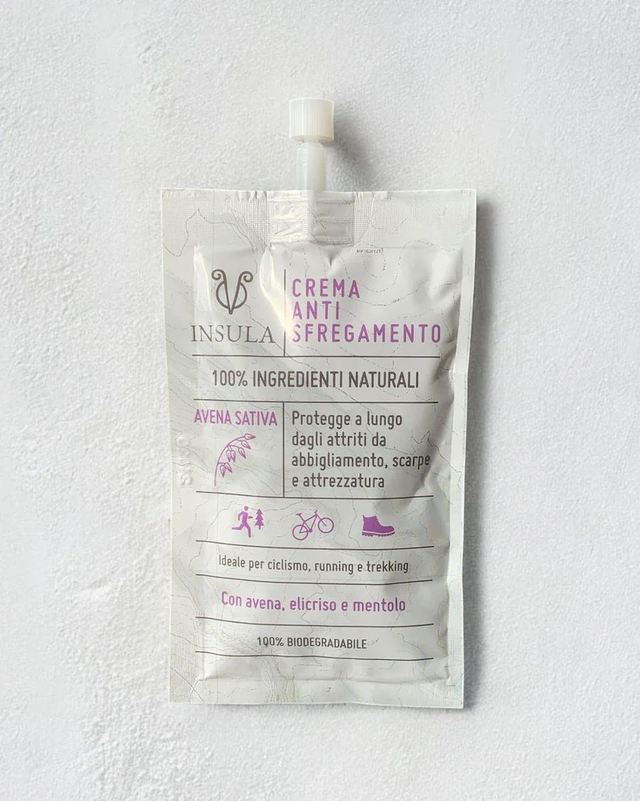 INSULA
CREMA
ANTI
SFREGAMENTO
100% INGREDIENTI NATURALI
AVENA SATIVA
Protegge a lungo
dagli attriti da
abbigliamento, scarpe
e attrezzatura
Ideale per ciclismo, running e trekking
Con avena, elicriso e mentolo
100% BIODEGRADABILE